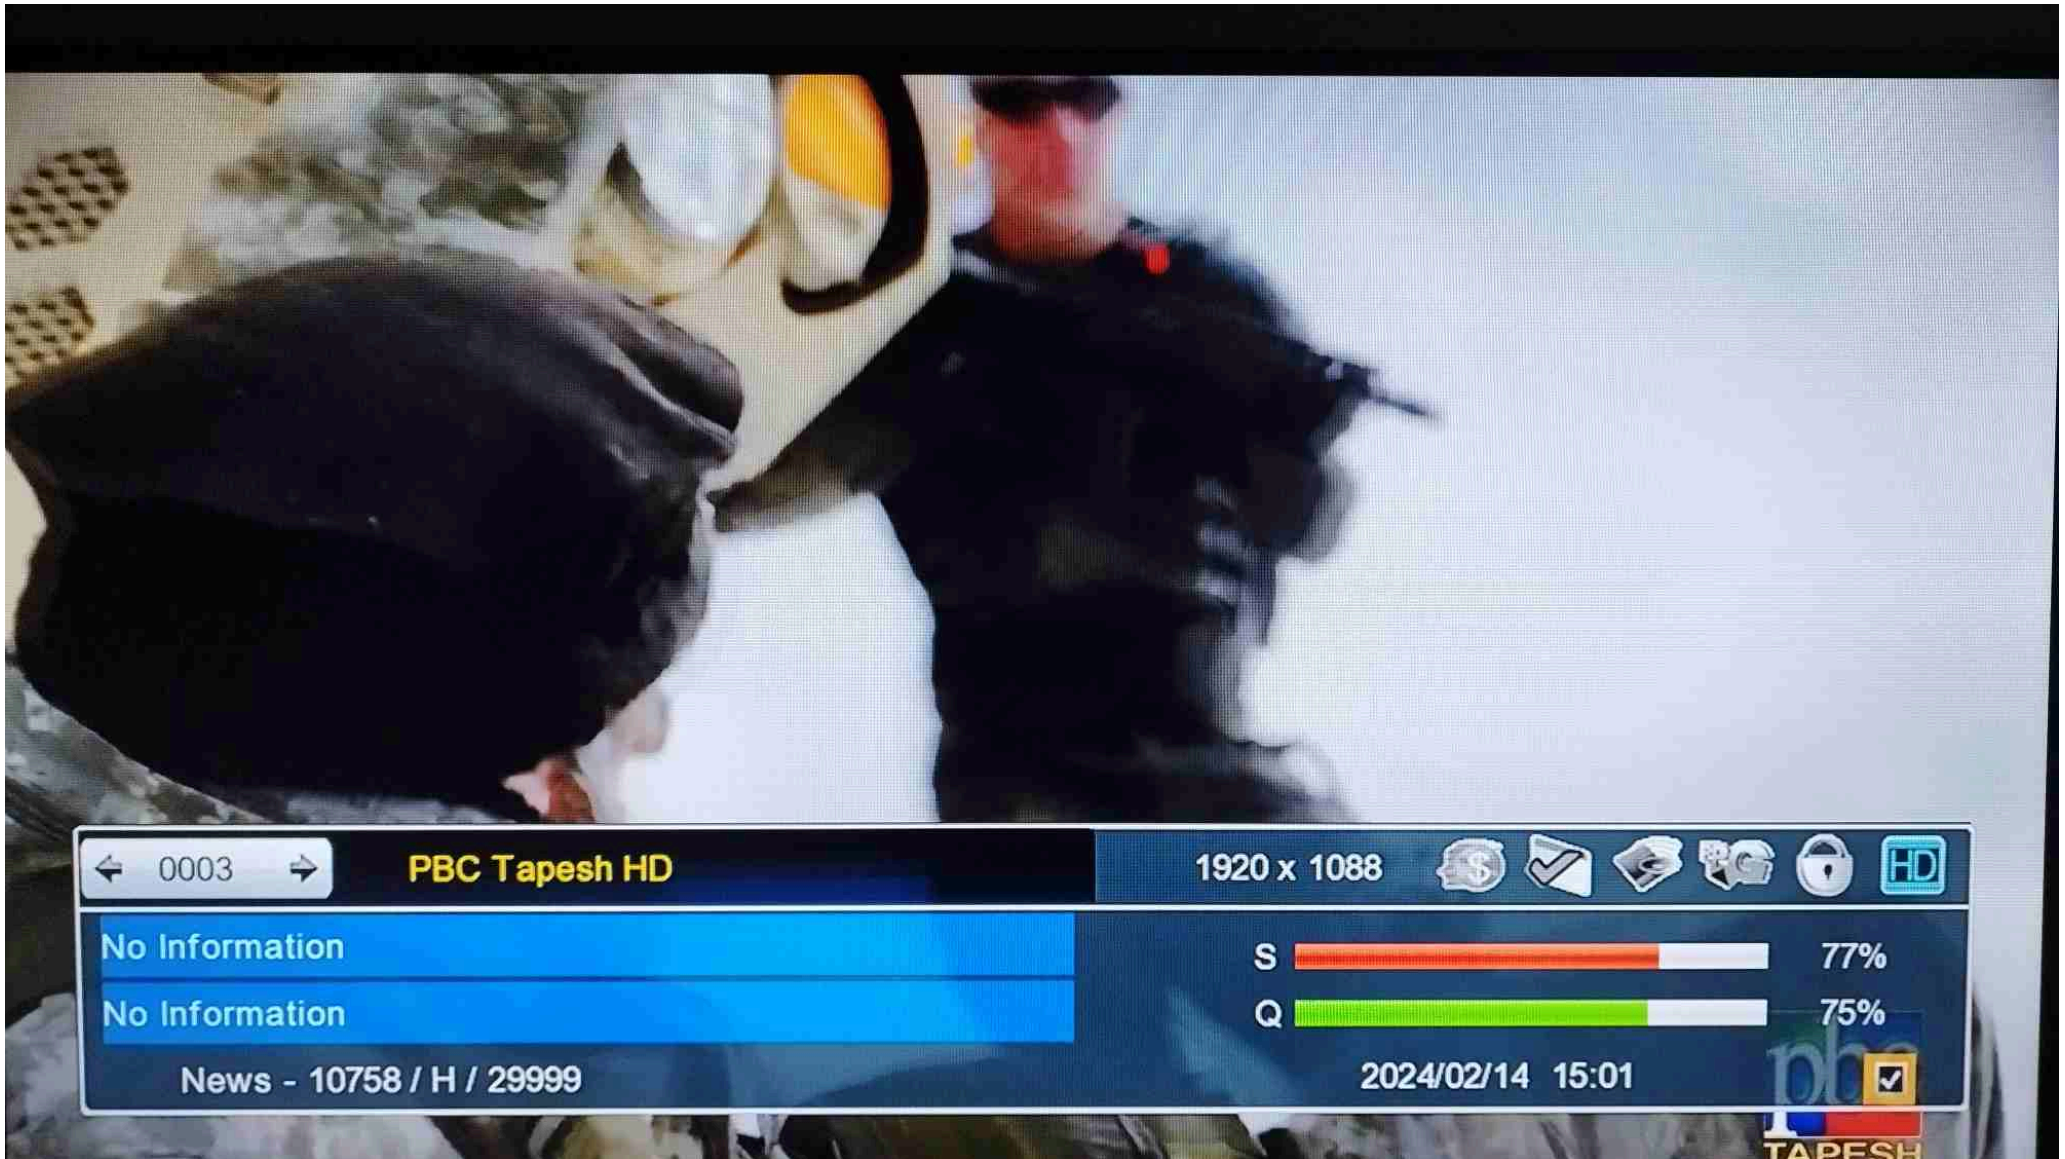 0003 PBC Tapesh HD 1920 x 1088 HD
No Information S 77%
No Information Q 75%
News - 10758 / H / 29999 2024/02/14 15:01
pbc
TAPESH